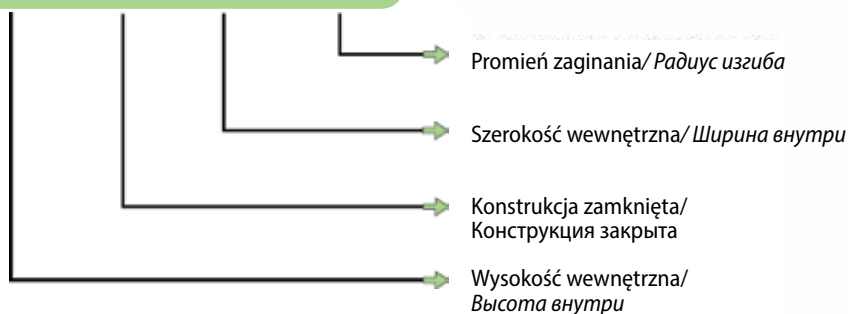 Promień zaginania/ Радиус изгиба
Szerokość wewnętrzna/ Ширина внутри
Konstrukcja zamknięta/
Конструкция закрыта
Wysokość wewnętrzna/
Высота внутри